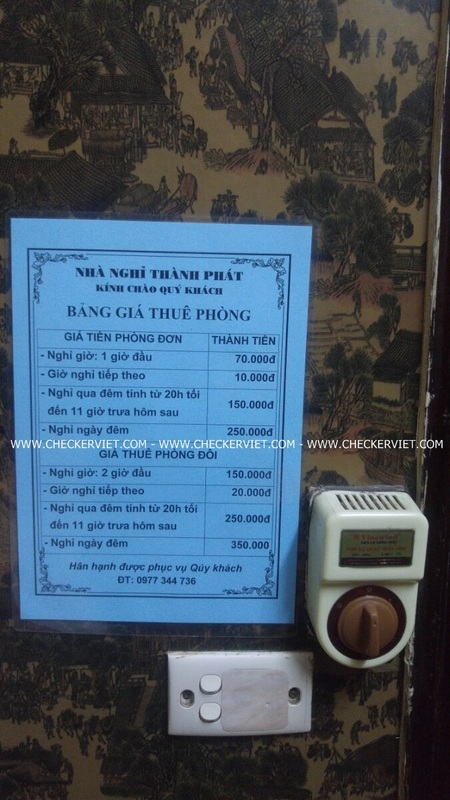 NHÀ NGHỈ THÀNH PHÁT
KÍNH CHÀO QUÝ KHÁCH
BẢNG GIÁ THUÊ PHÒNG
GIÁ TIỀN PHÒNG ĐƠN THÀNH TIỀN
- Nghỉ giờ: 1 giờ đầu 70.000đ
- Giờ nghỉ tiếp theo 10.000đ
- Nghỉ qua đêm tính từ 20h tối
đến 11 giờ trưa hôm sau 150.000đ
- Nghỉ ngày đêm 250.000đ
WWW.CHECKERVIET.COM - WWW.CHECKERVIET.COM - WWW.CHECKERVIET.COM
GIÁ THUÊ PHÒNG ĐÔI
- Nghỉ giờ: 2 giờ đầu 150.000đ
- Giờ nghỉ tiếp theo 20.000đ
- Nghỉ qua đêm tính từ 20h tối
đến 11 giờ trưa hôm sau 250.000đ
- Nghỉ ngày đêm 350.000
Hân hạnh được phục vụ Qúy khách
ĐT: 0977 344 736